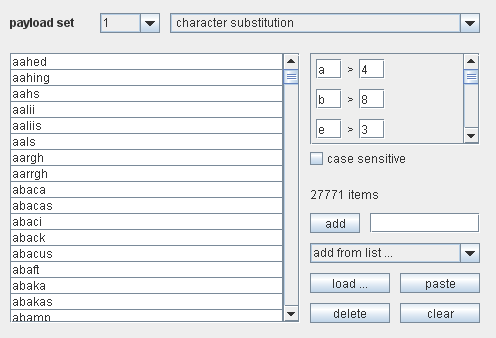 payload set 1 character substitution
aahed
aahing
aahs
aalii
aaliis
aals
aargh
aarrgh
abaca
abacas
abaci
aback
abacus
abaft
abaka
abakas
abamp
a > 4
b > 8
e > 3
case sensitive
27771 items
add
add from list ...
load ... paste
delete clear